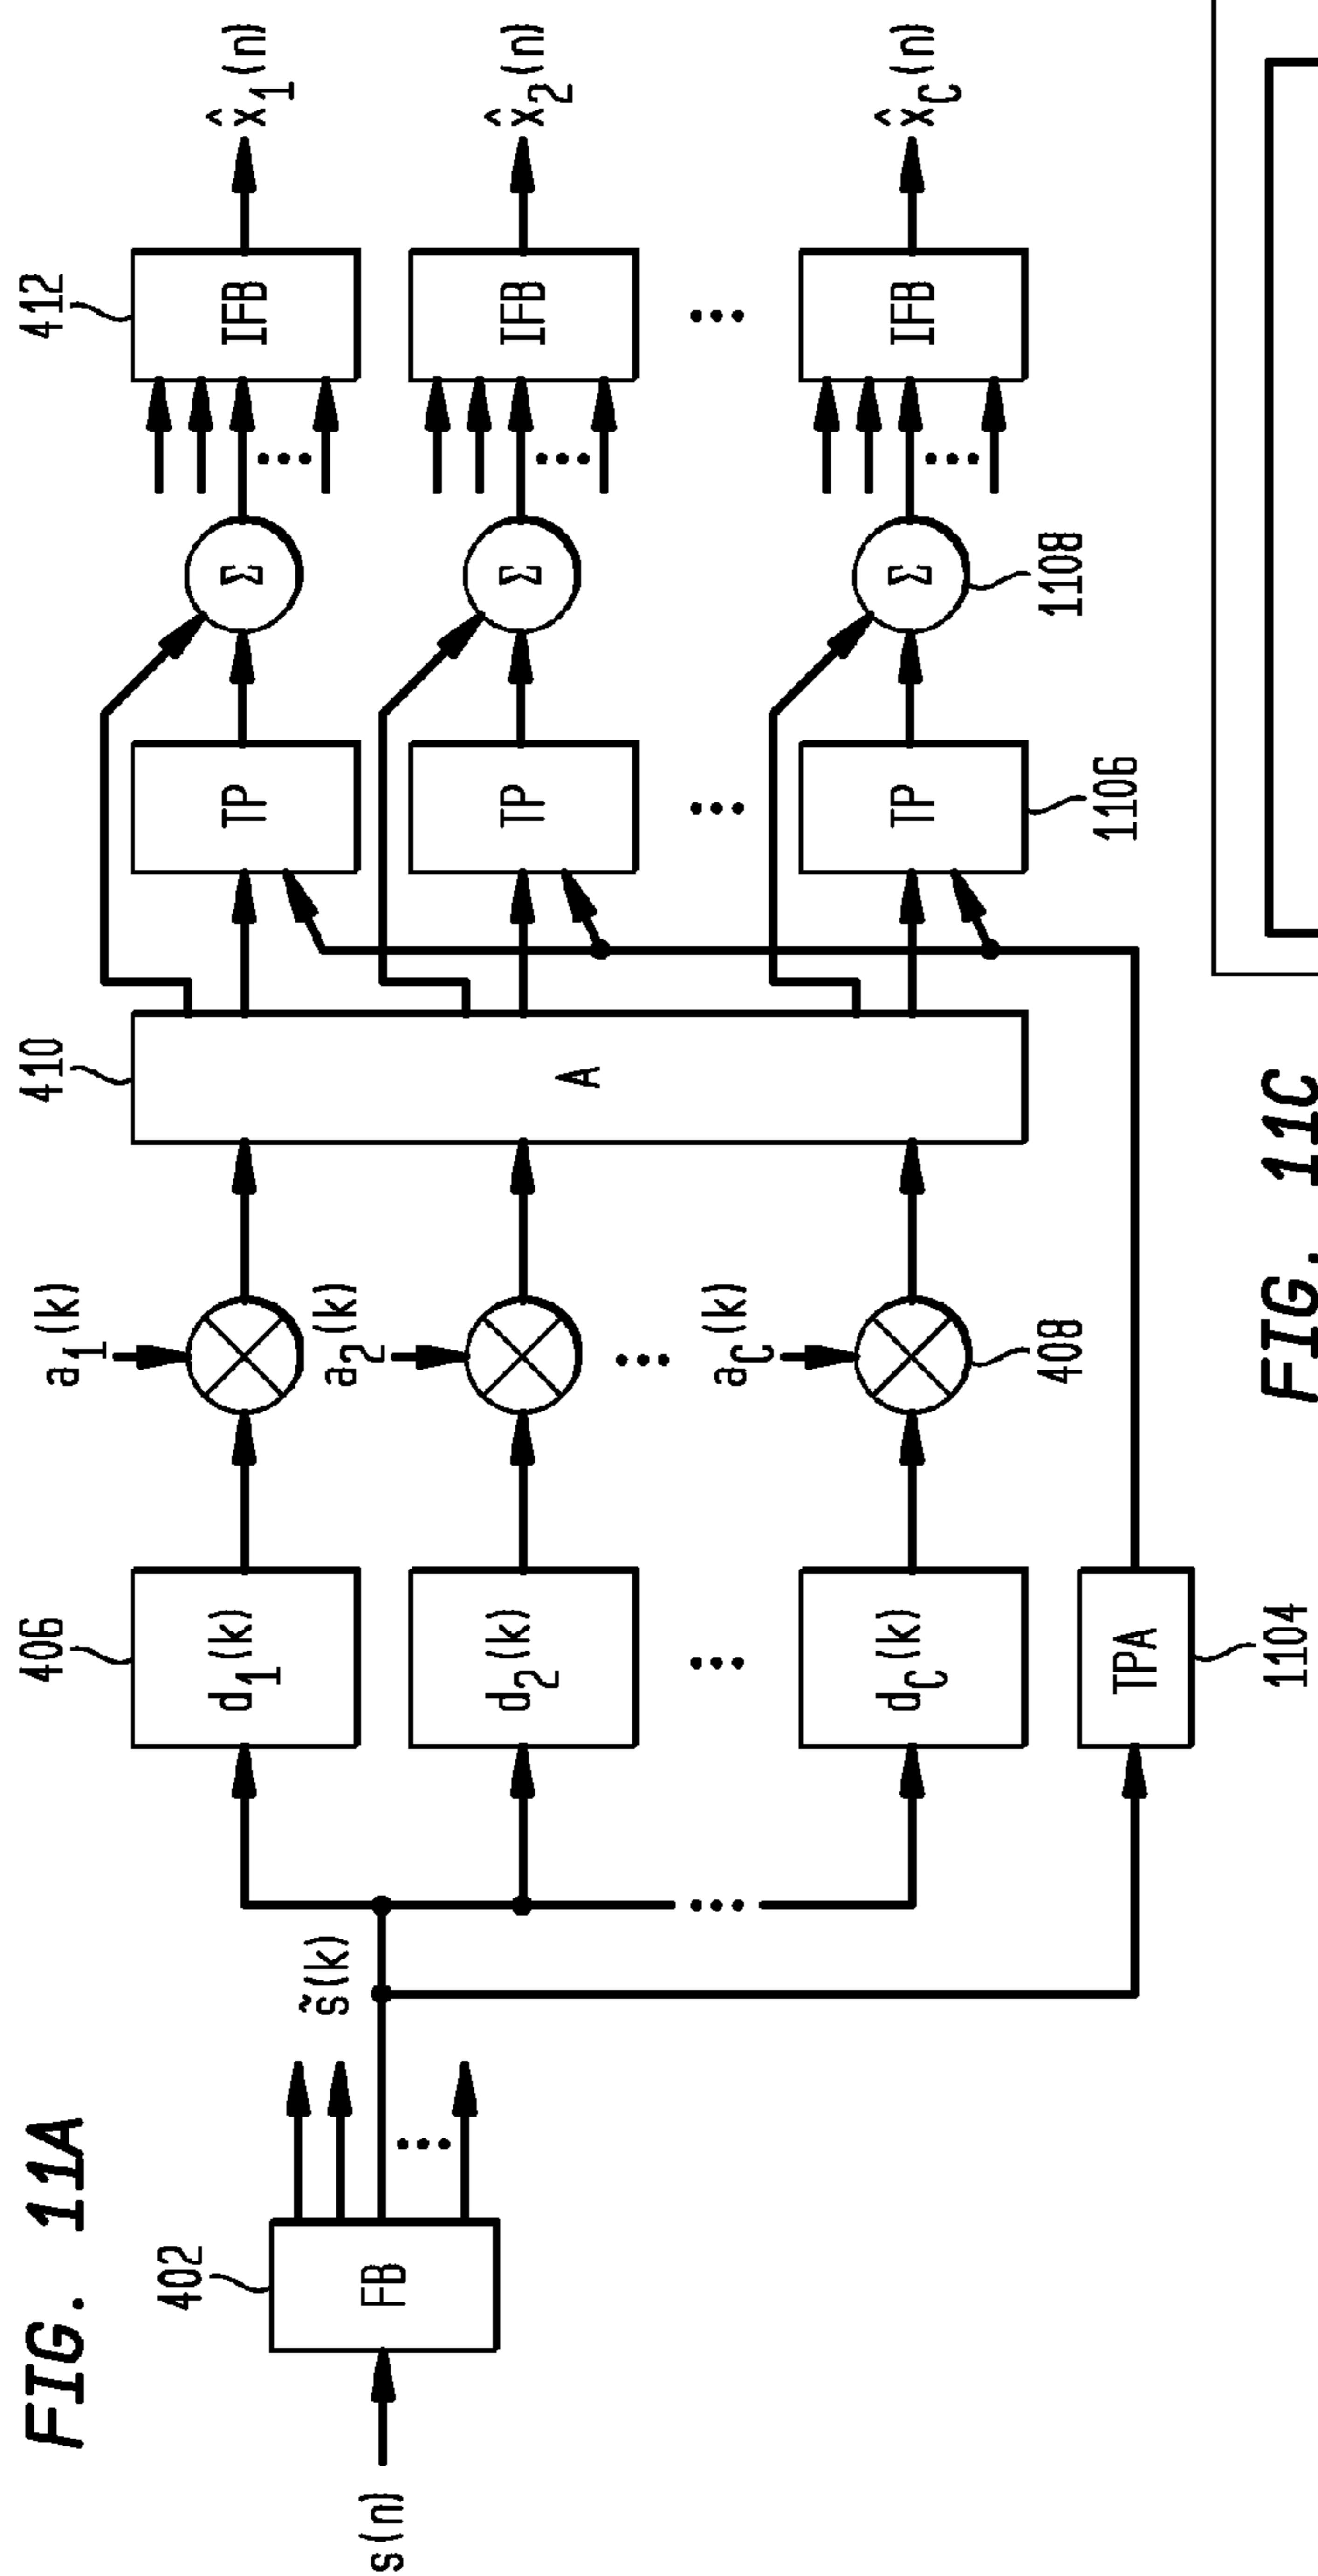 FIG. 11A
s(n)
402
FB
s̃(k)
406
d1(k)
d2(k)
...
dC(k)
TPA
1104
a1(k)
a2(k)
...
aC(k)
408
410
A
TP
TP
...
TP
1106
Σ
Σ
Σ
1108
412
IFB
IFB
...
IFB
x̂1(n)
x̂2(n)
x̂C(n)
FIG. 11C